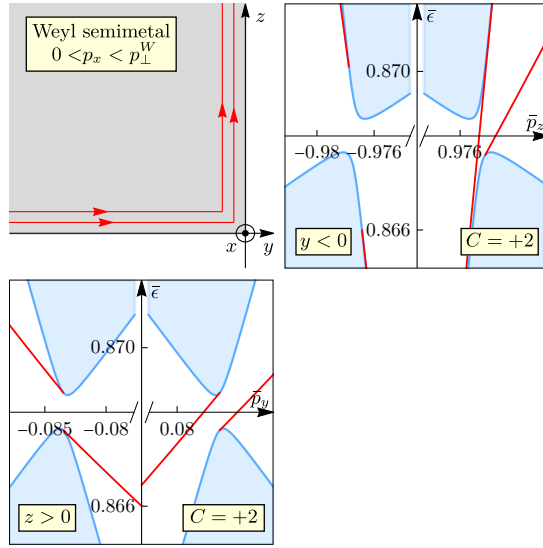 Weyl semimetal
0 <pₓ < p_⊥^W
z
x
y
ϵ̄
0.870
p̄_z
−0.98
−0.976
0.976
0.866
y < 0
C = +2
ϵ̄
0.870
p̄_y
−0.085
−0.08
0.08
0.866
z > 0
C = +2